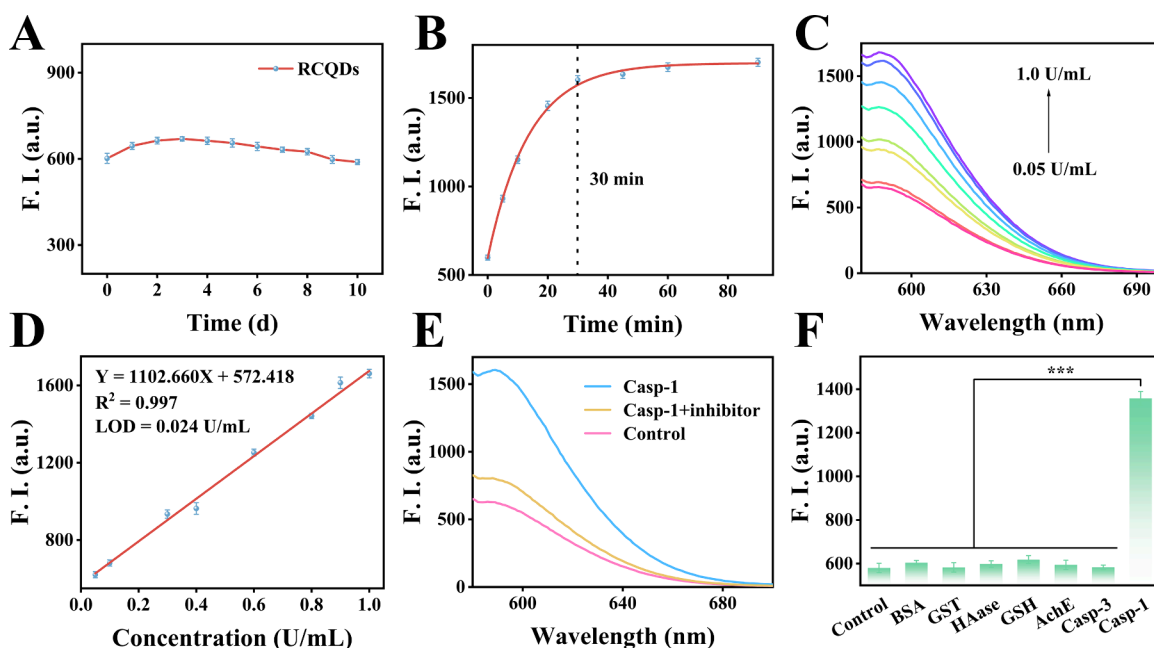 A
900
600
300
F. I. (a.u.)
RCQDs
0 2 4 6 8 10
Time (d)
B
1500
1000
500
F. I. (a.u.)
30 min
0 20 40 60 80
Time (min)
C
1500
1000
500
0
F. I. (a.u.)
1.0 U/mL
0.05 U/mL
600 630 660 690
Wavelength (nm)
D
1600
1200
800
F. I. (a.u.)
Y = 1102.660X + 572.418
R² = 0.997
LOD = 0.024 U/mL
0.0 0.2 0.4 0.6 0.8 1.0
Concentration (U/mL)
E
1500
1000
500
0
F. I. (a.u.)
Casp-1
Casp-1+inhibitor
Control
600 640 680
Wavelength (nm)
F
1400
1200
1000
800
600
F. I. (a.u.)
***
Control
BSA
GST
HAase
GSH
AchE
Casp-3
Casp-1